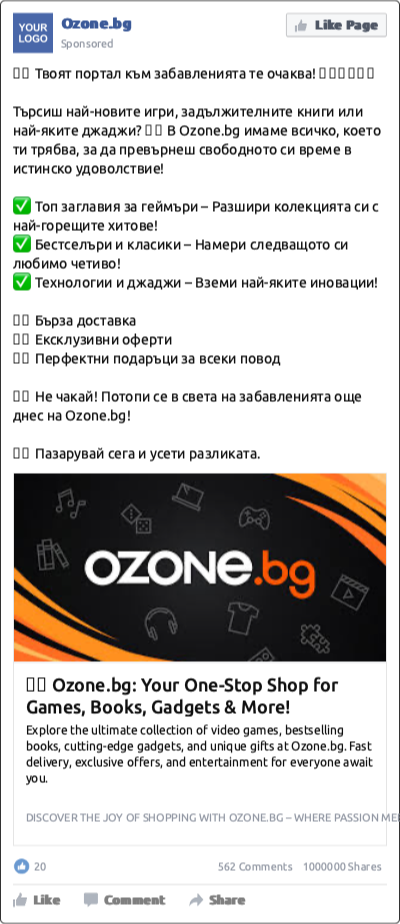 YOUR
LOGO
Ozone.bg
Sponsored
Like Page
Твоят портал към забавленията те очаква!
Търсиш най-новите игри, задължителните книги или
най-яките джаджи? В Ozone.bg имаме всичко, което
ти трябва, за да превърнеш свободното си време в
истинско удоволствие!
✅ Топ заглавия за геймъри – Разшири колекцията си с
най-горещите хитове!
✅ Бестселъри и класики – Намери следващото си
любимо четиво!
✅ Технологии и джаджи – Вземи най-яките иновации!
Бърза доставка
Ексклузивни оферти
Перфектни подаръци за всеки повод
Не чакай! Потопи се в света на забавленията още
днес на Ozone.bg!
Пазарувай сега и усети разликата.
OZONE.bg
Ozone.bg: Your One-Stop Shop for
Games, Books, Gadgets & More!
Explore the ultimate collection of video games, bestselling
books, cutting-edge gadgets, and unique gifts at Ozone.bg. Fast
delivery, exclusive offers, and entertainment for everyone await
you.
DISCOVER THE JOY OF SHOPPING WITH OZONE.BG – WHERE PASSION
20
562 Comments 1000000 Shares
Like Comment Share